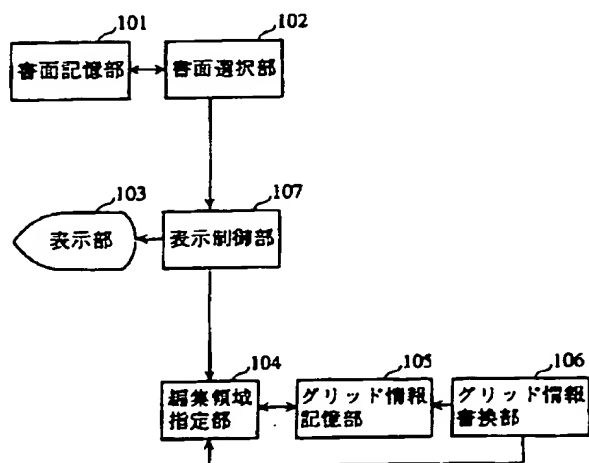 101
102
書面記憶部
書面選択部
103
107
表示部
表示制御部
104
105
106
編集領域
指定部
グリッド情報
記憶部
グリッド情報
書換部